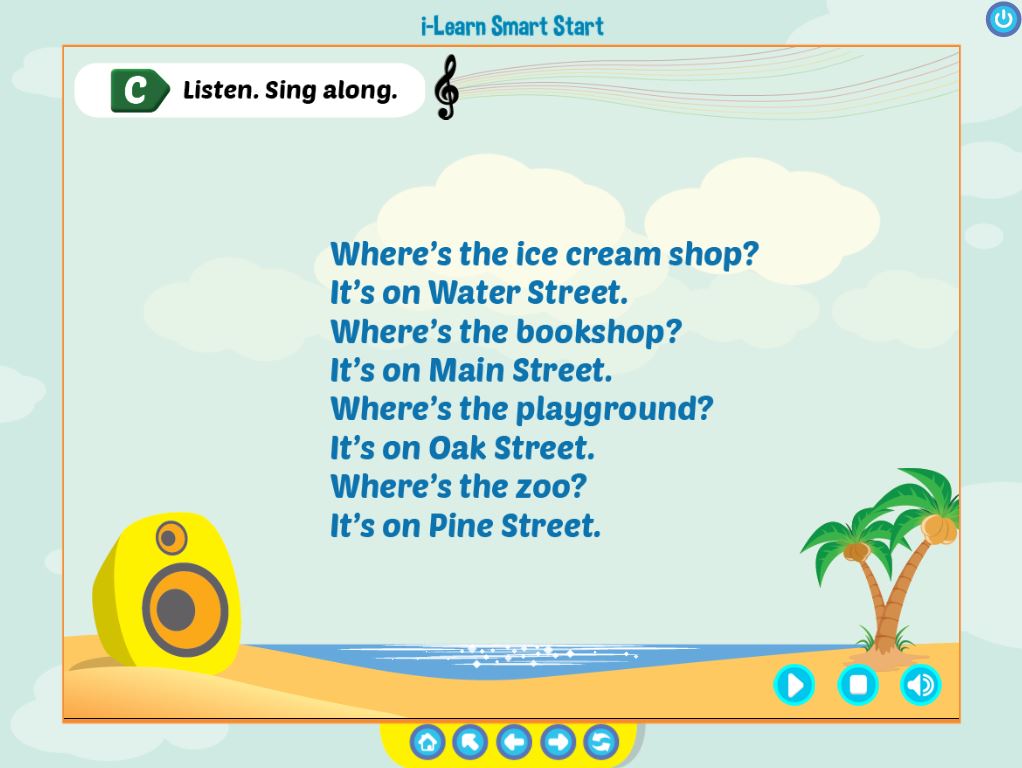 i-Learn Smart Start
C Listen. Sing along.
Where's the ice cream shop?
It's on Water Street.
Where's the bookshop?
It's on Main Street.
Where's the playground?
It's on Oak Street.
Where's the zoo?
It's on Pine Street.